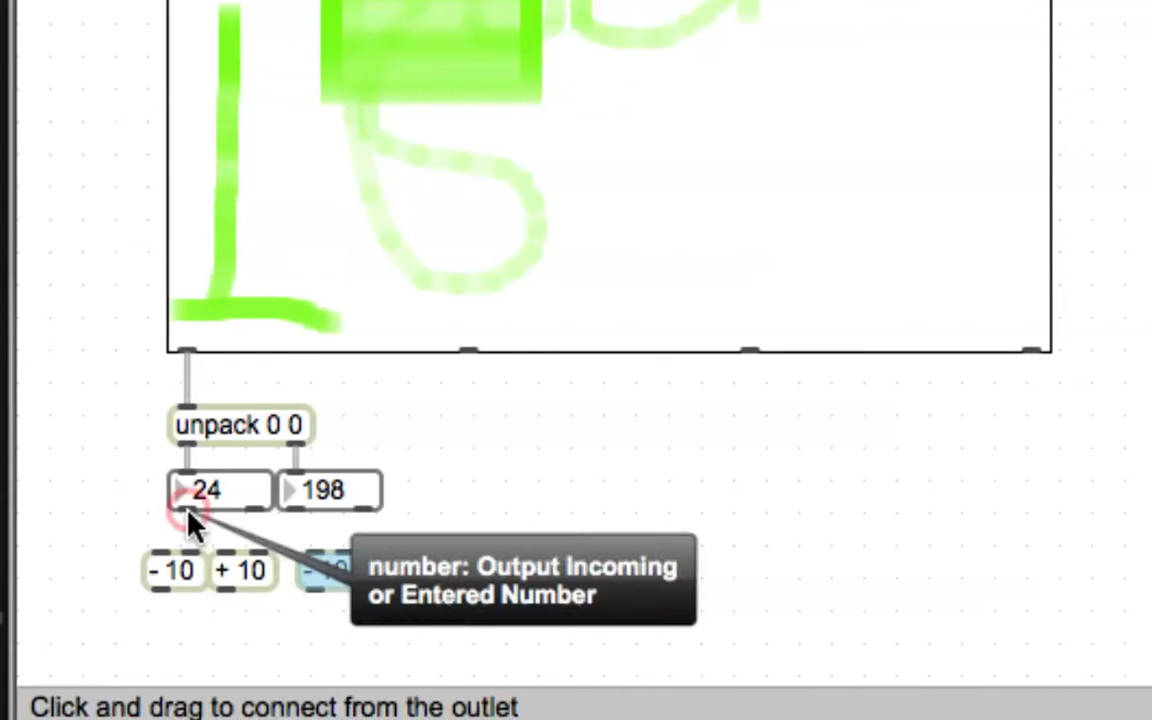 unpack 0 0
24
198
- 10
+ 10
number: Output Incoming
or Entered Number
Click and drag to connect from the outlet